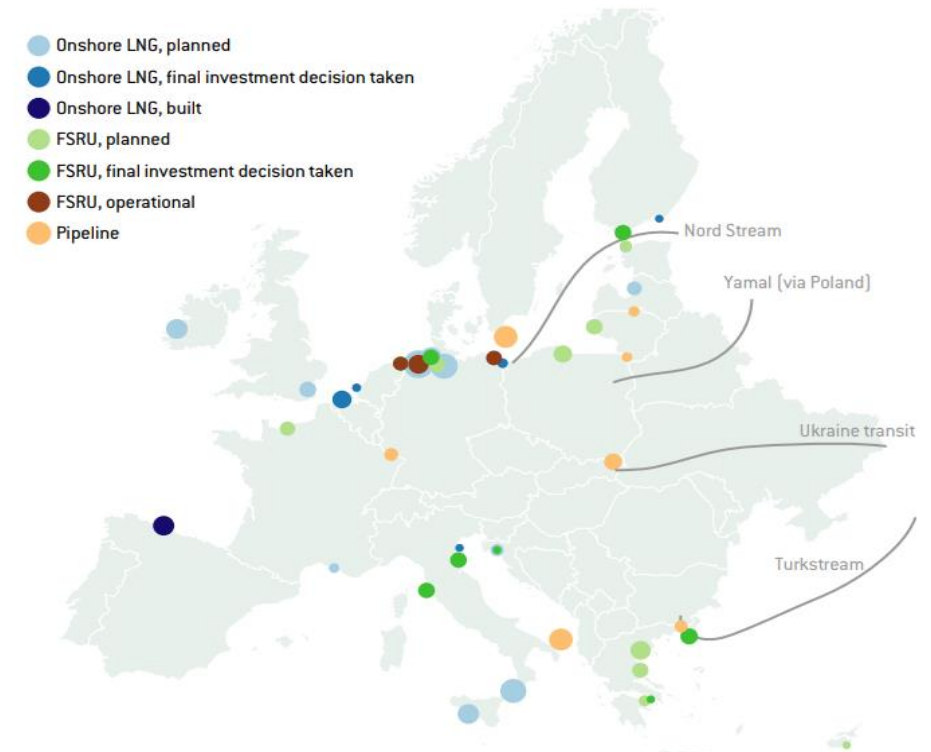 Onshore LNG, planned
Onshore LNG, final investment decision taken
Onshore LNG, built
FSRU, planned
FSRU, final investment decision taken
FSRU, operational
Pipeline
Nord Stream
Yamal (via Poland)
Ukraine transit
Turkstream